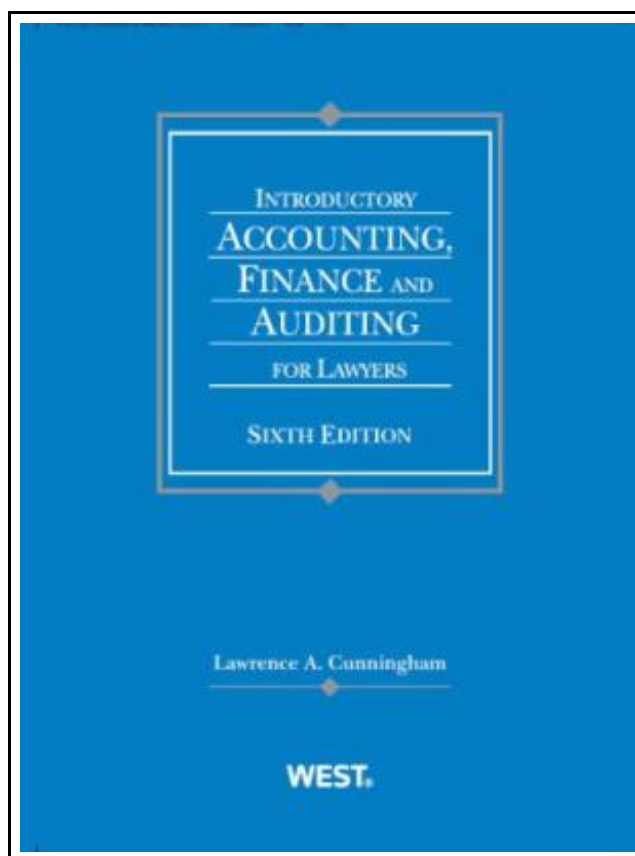 INTRODUCTORY
ACCOUNTING,
FINANCE AND
AUDITING
FOR LAWYERS
SIXTH EDITION
Lawrence A. Cunningham
WEST®